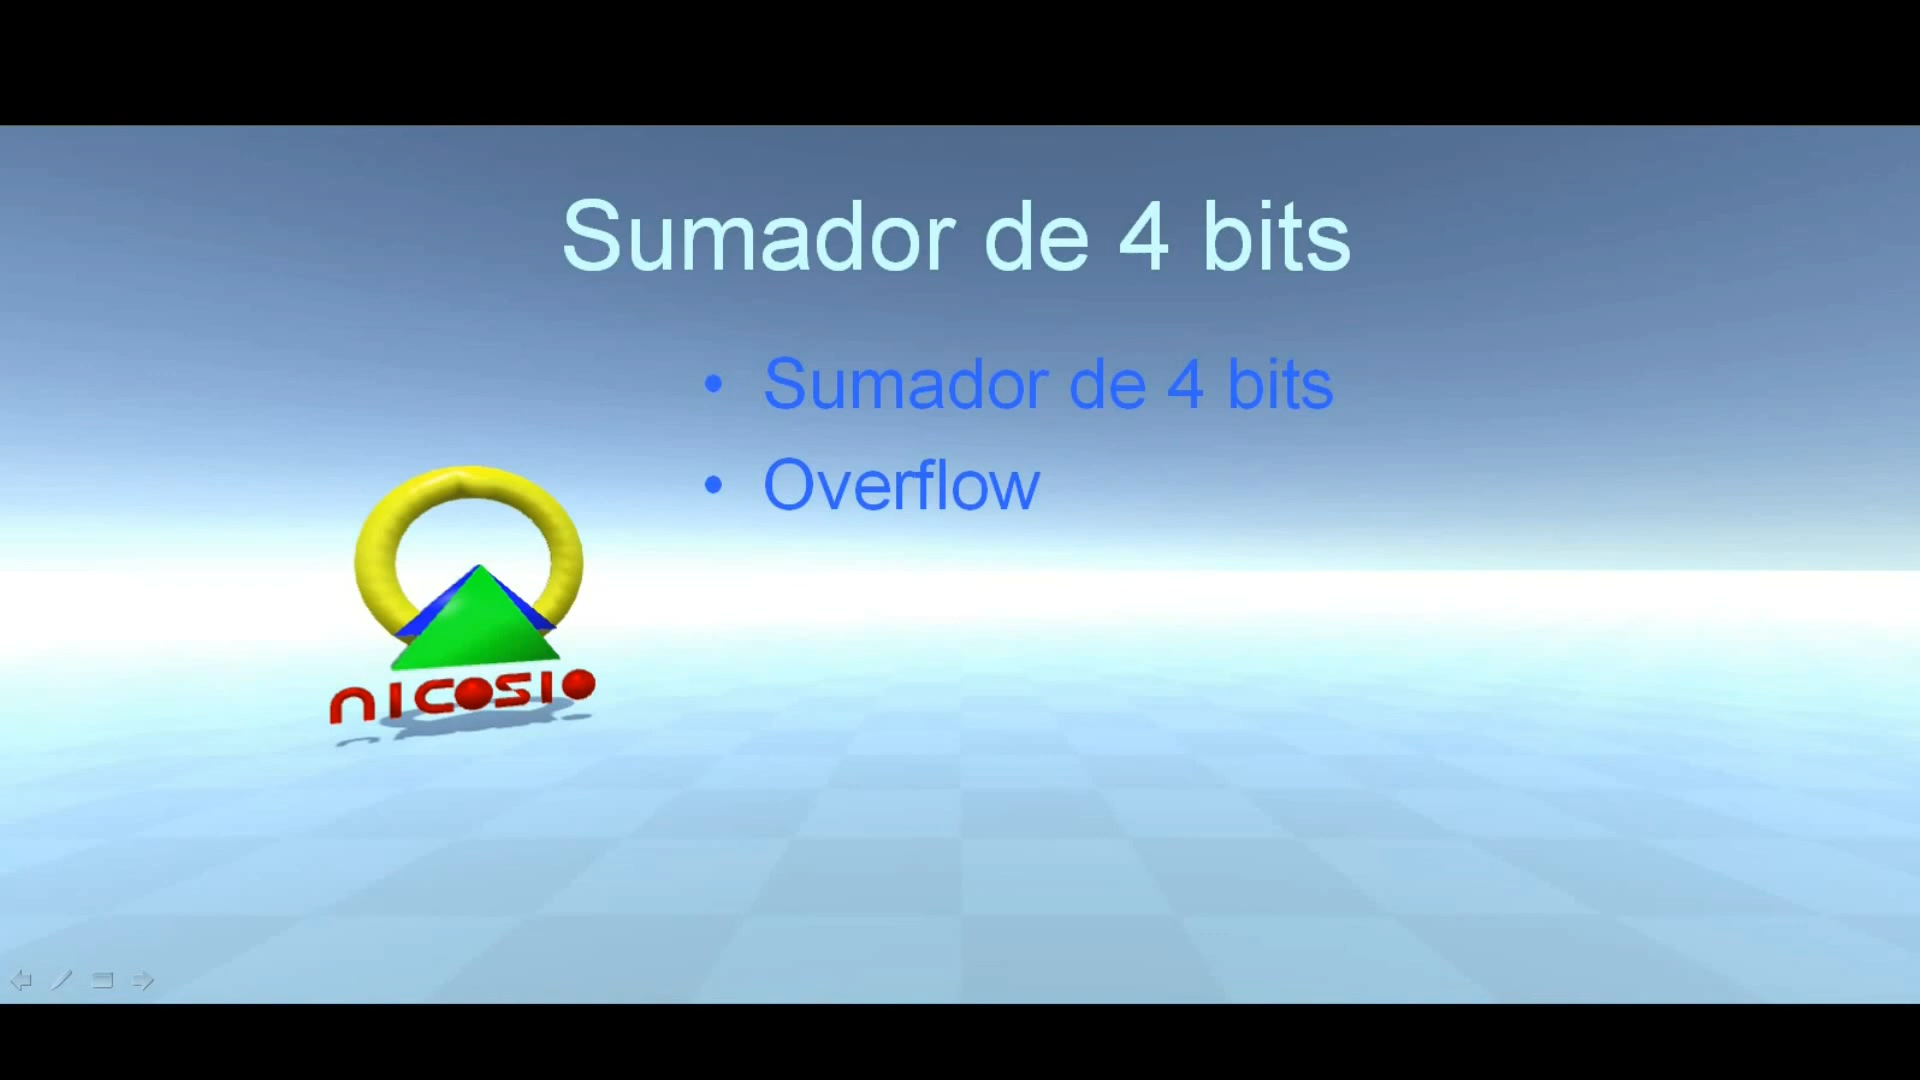 Sumador de 4 bits
• Sumador de 4 bits
• Overflow
nicosio